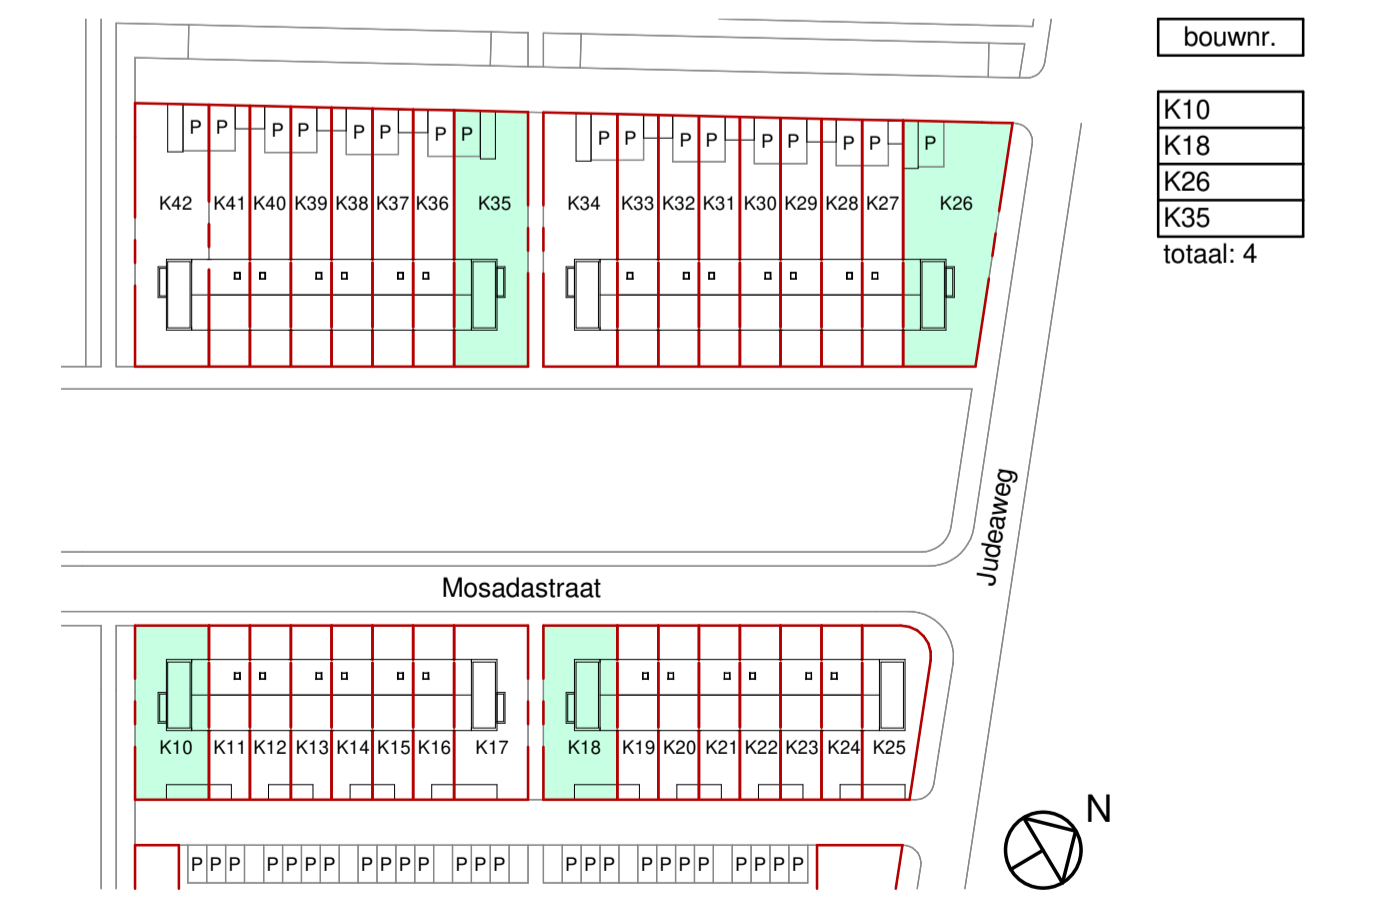 bouwnr.
K10
K18
K26
K35
totaal: 4
P P P P P P P P
P P P P P P P P P
K42 K41 K40 K39 K38 K37 K36 K35
K34 K33 K32 K31 K30 K29 K28 K27 K26
Judeaweg
Mosadastraat
K10 K11 K12 K13 K14 K15 K16 K17
K18 K19 K20 K21 K22 K23 K24 K25
N
P P P P P P P P P P P P P P
P P P P P P P P P P P